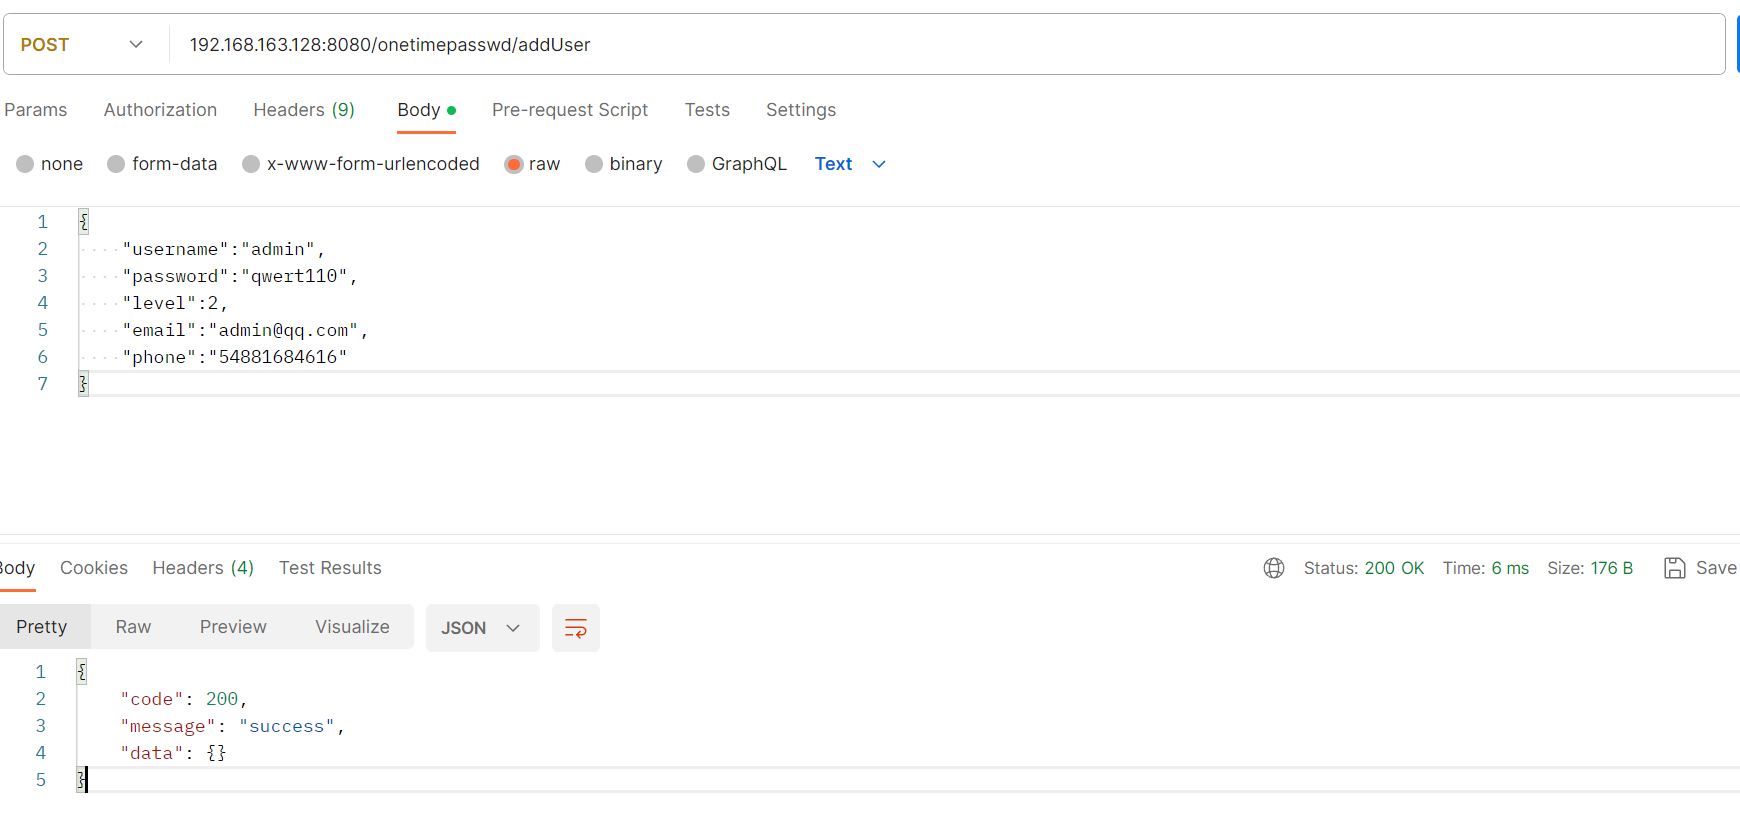 POST 192.168.163.128:8080/onetimepasswd/addUser
Params Authorization Headers (9) Body Pre-request Script Tests Settings
none form-data x-www-form-urlencoded raw binary GraphQL Text
1 {
2 "username":"admin",
3 "password":"qwert110",
4 "level":2,
5 "email":"admin@qq.com",
6 "phone":"54881684616"
7 }
Body Cookies Headers (4) Test Results Status: 200 OK Time: 6 ms Size: 176 B Save
Pretty Raw Preview Visualize JSON
1 {
2 "code": 200,
3 "message": "success",
4 "data": {}
5 }